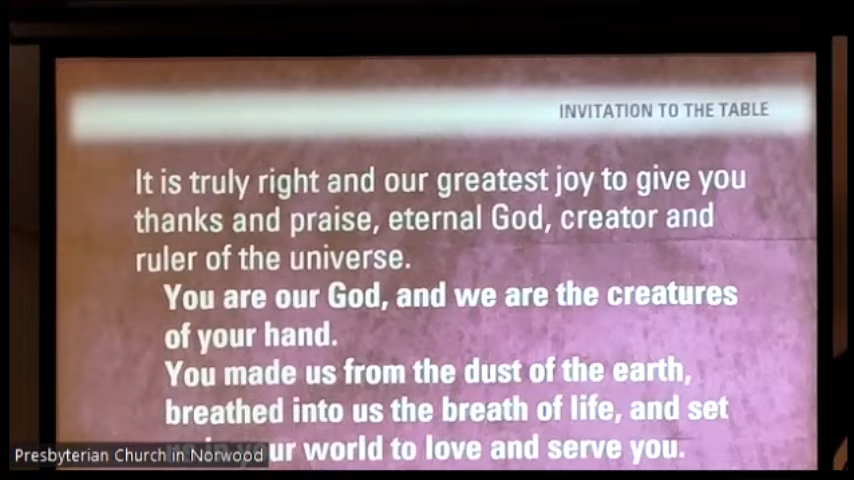 INVITATION TO THE TABLE
It is truly right and our greatest joy to give you
thanks and praise, eternal God, creator and
ruler of the universe.
You are our God, and we are the creatures
of your hand.
You made us from the dust of the earth,
breathed into us the breath of life, and set
us in your world to love and serve you.
Presbyterian Church in Norwood